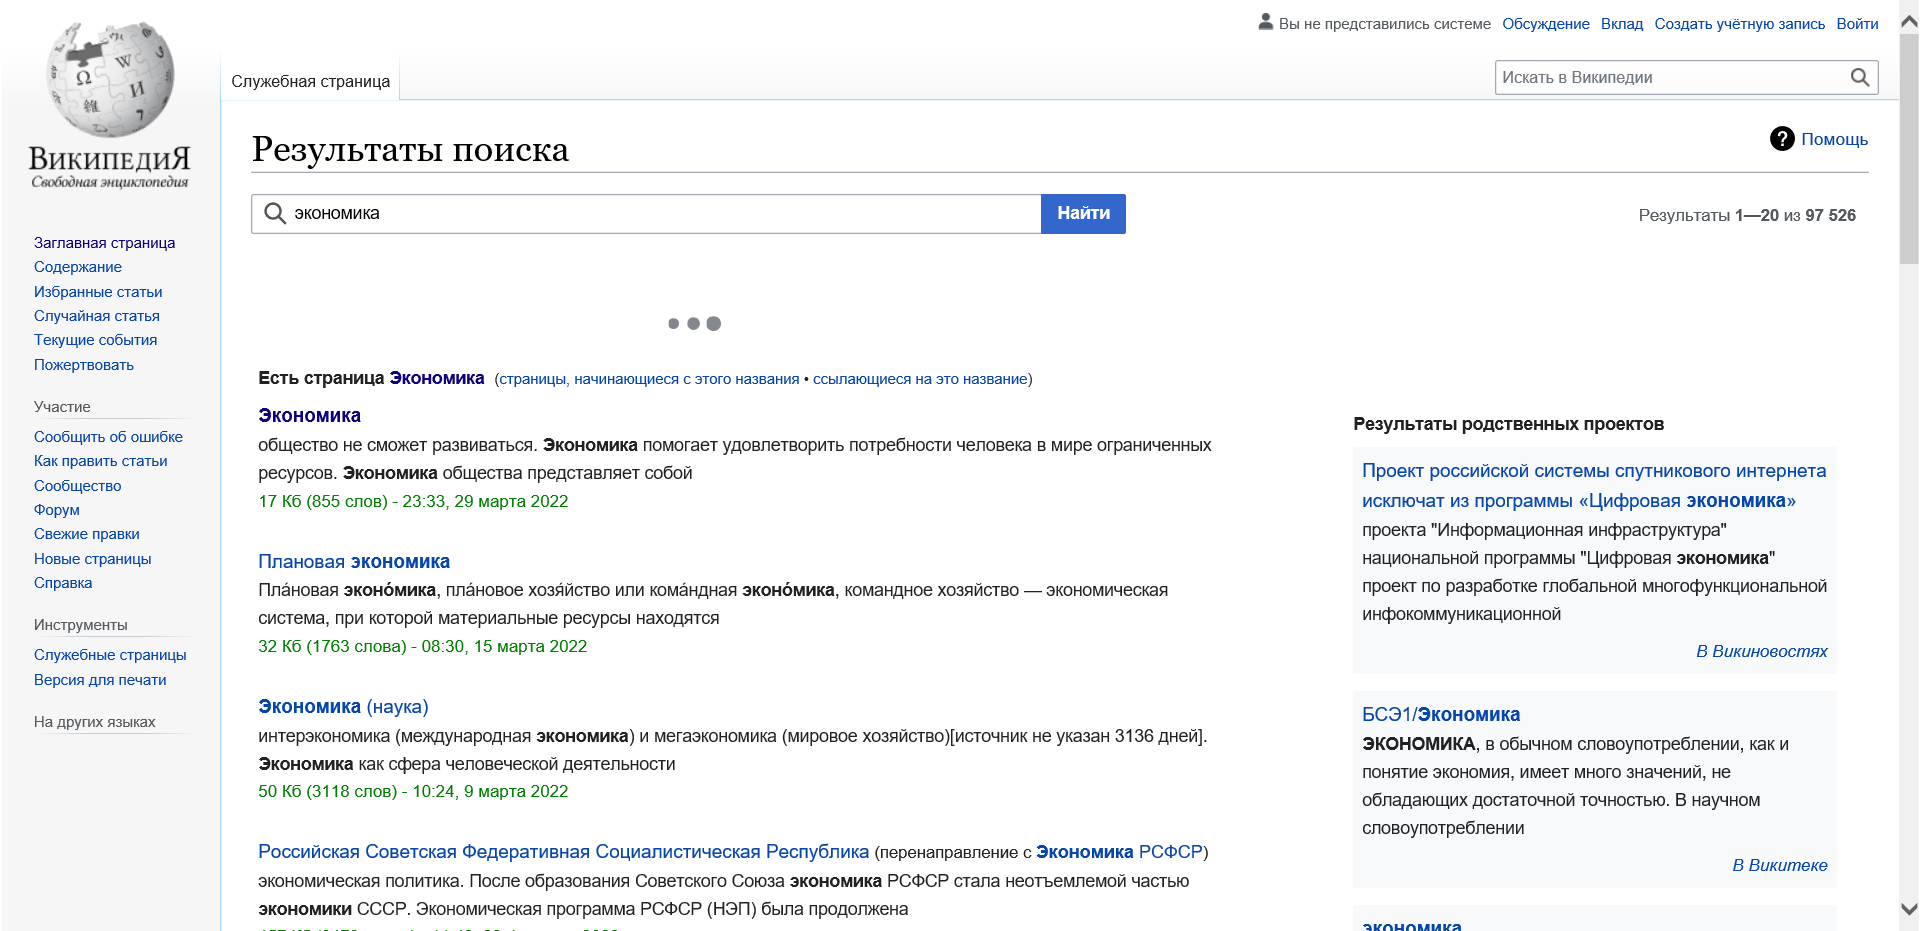 Вы не представились системе Обсуждение Вклад Создать учётную запись Войти
Служебная страница
Искать в Википедии
ВикипедиЯ
Свободная энциклопедия
Заглавная страница
Содержание
Избранные статьи
Случайная статья
Текущие события
Пожертвовать
Участие
Сообщить об ошибке
Как править статьи
Сообщество
Форум
Свежие правки
Новые страницы
Справка
Инструменты
Служебные страницы
Версия для печати
На других языках
Результаты поиска
Помощь
экономика
Найти
Результаты 1—20 из 97 526
Есть страница Экономика (страницы, начинающиеся с этого названия • ссылающиеся на это название)
Экономика
общество не сможет развиваться. Экономика помогает удовлетворить потребности человека в мире ограниченных
ресурсов. Экономика общества представляет собой
17 Кб (855 слов) - 23:33, 29 марта 2022
Плановая экономика
Пла́новая эконо́мика, пла́новое хозя́йство или кома́ндная эконо́мика, командное хозяйство — экономическая
система, при которой материальные ресурсы находятся
32 Кб (1763 слова) - 08:30, 15 марта 2022
Экономика (наука)
интерэкономика (международная экономика) и мегаэкономика (мировое хозяйство)[источник не указан 3136 дней].
Экономика как сфера человеческой деятельности
50 Кб (3118 слов) - 10:24, 9 марта 2022
Российская Советская Федеративная Социалистическая Республика (перенаправление с Экономика РСФСР)
экономическая политика. После образования Советского Союза экономика РСФСР стала неотъемлемой частью
экономики СССР. Экономическая программа РСФСР (НЭП) была продолжена
Результаты родственных проектов
Проект российской системы спутникового интернета
исключат из программы «Цифровая экономика»
проекта "Информационная инфраструктура"
национальной программы "Цифровая экономика"
проект по разработке глобальной многофункциональной
инфокоммуникационной
В Викиновостях
БСЭ1/Экономика
ЭКОНОМИКА, в обычном словоупотреблении, как и
понятие экономия, имеет много значений, не
обладающих достаточной точностью. В научном
словоупотреблении
В Викитеке
экономика